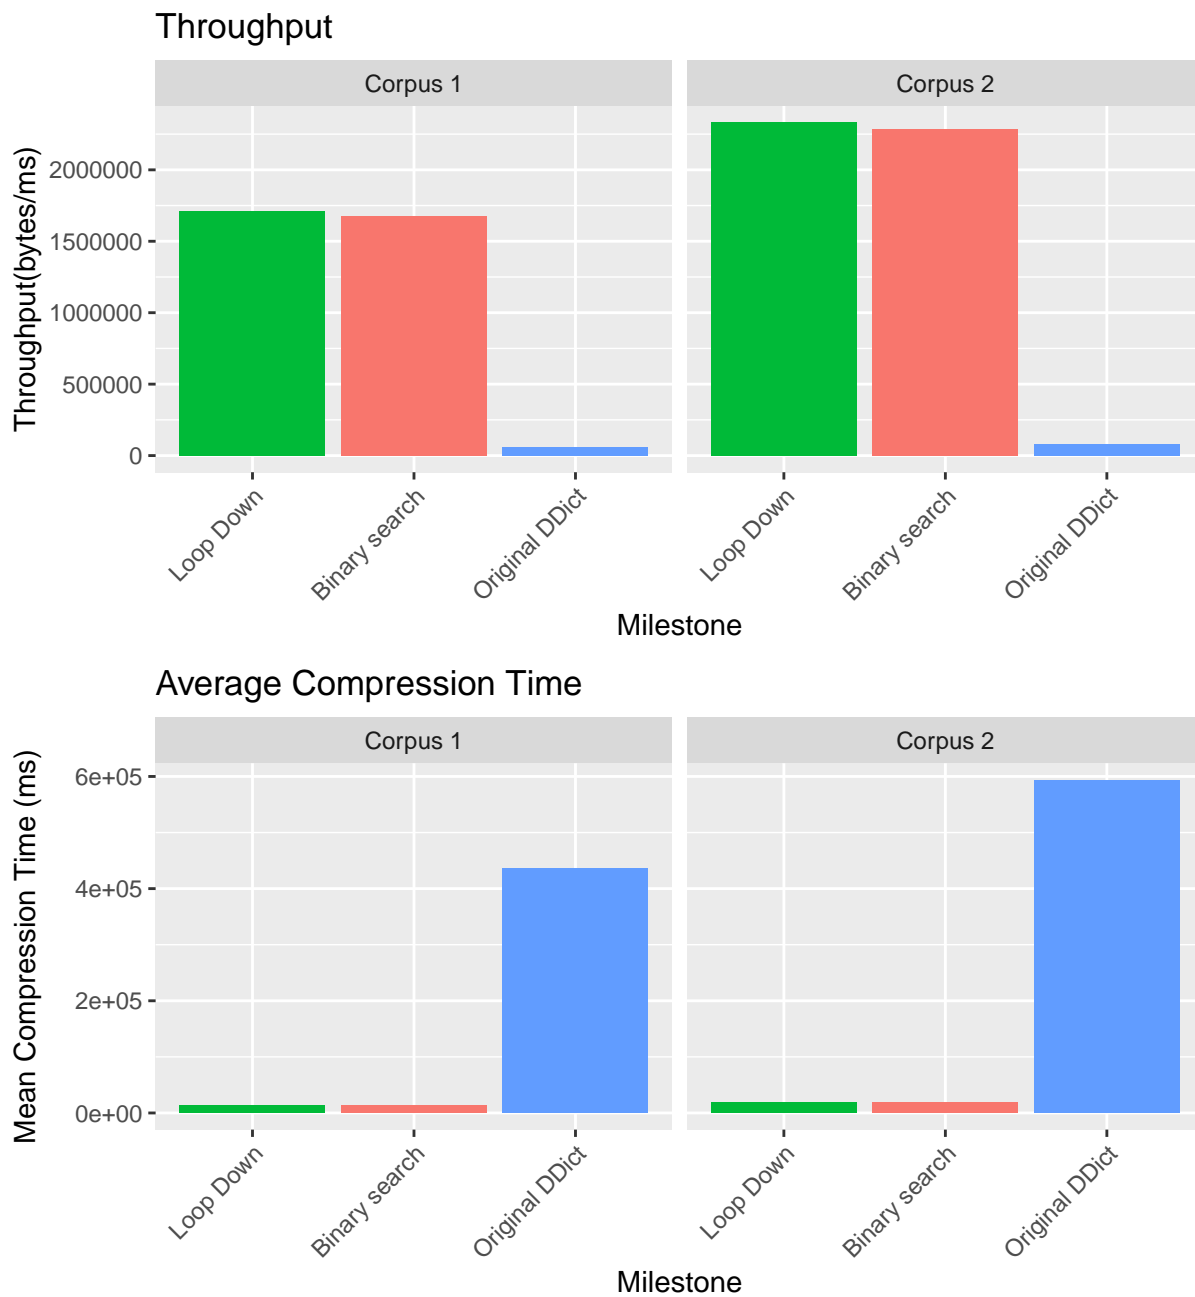 Throughput
Corpus 1
Corpus 2
Throughput(bytes/ms)
2000000
1500000
1000000
500000
0
Loop Down
Binary search
Original DDict
Loop Down
Binary search
Original DDict
Milestone
Average Compression Time
Corpus 1
Corpus 2
Mean Compression Time (ms)
6e+05
4e+05
2e+05
0e+00
Loop Down
Binary search
Original DDict
Loop Down
Binary search
Original DDict
Milestone